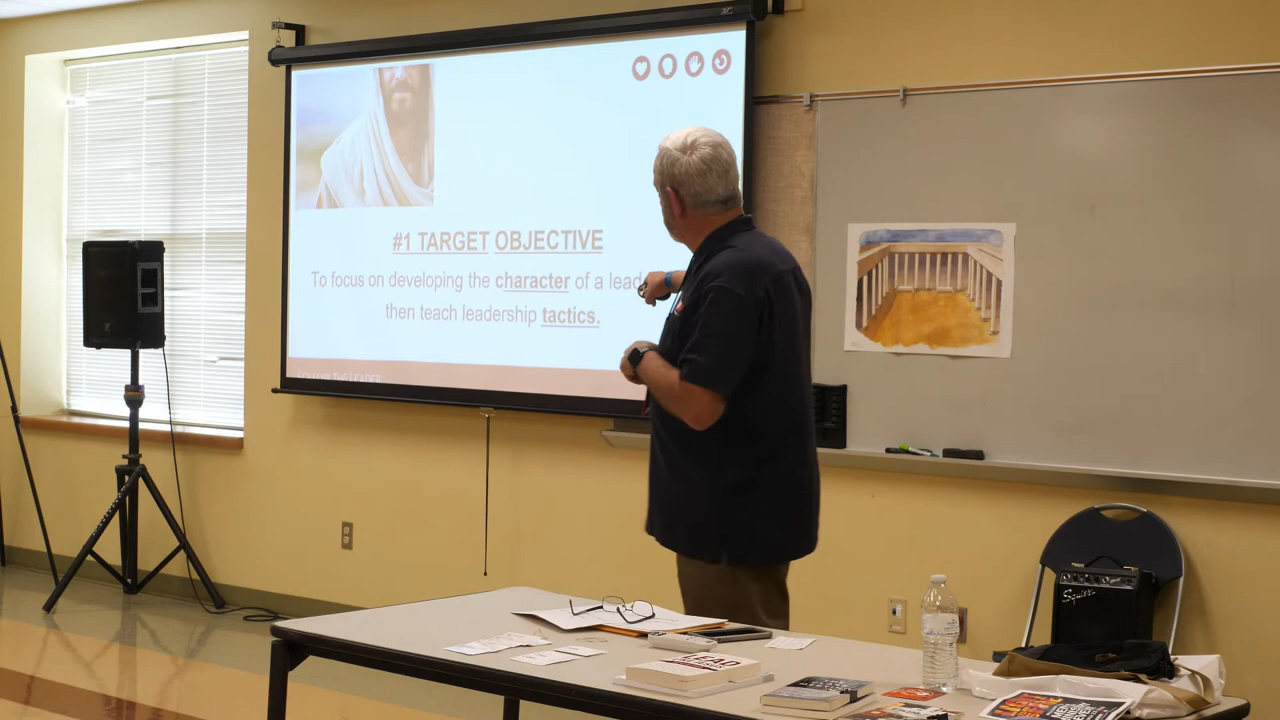 #1 TARGET OBJECTIVE
To focus on developing the character of a lead
then teach leadership tactics.
FOLLOW THE LEADER
Squier
LEAD